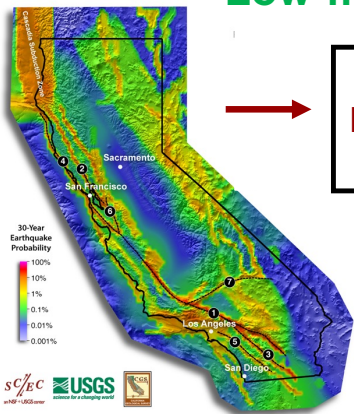 Cascadia Subduction Zone
Sacramento
4
2
San Francisco
6
30-Year
Earthquake
Probability
100%
10%
1%
0.1%
0.01%
0.001%
7
1
Los Angeles
5
3
San Diego
SC/EC
an NSF + USGS center
USGS
science for a changing world